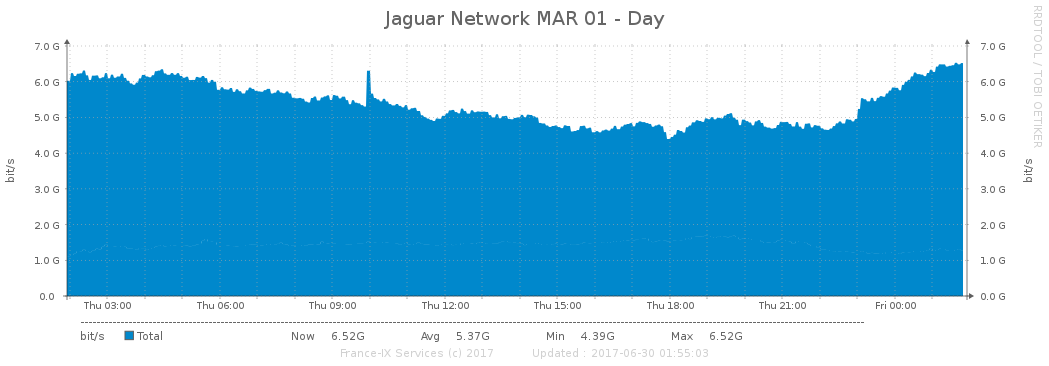 Jaguar Network MAR 01 - Day
RRDTOOL / TOBI OETIKER
7.0 G 7.0 G
6.0 G 6.0 G
5.0 G 5.0 G
4.0 G 4.0 G
3.0 G 3.0 G
2.0 G 2.0 G
1.0 G 1.0 G
0.0 0.0 G
bit/s
bit/s
Thu 03:00 Thu 06:00 Thu 09:00 Thu 12:00 Thu 15:00 Thu 18:00 Thu 21:00 Fri 00:00
bit/s Total Now 6.52G Avg 5.37G Min 4.39G Max 6.52G
France-IX Services (c) 2017 Updated : 2017-06-30 01:55:03